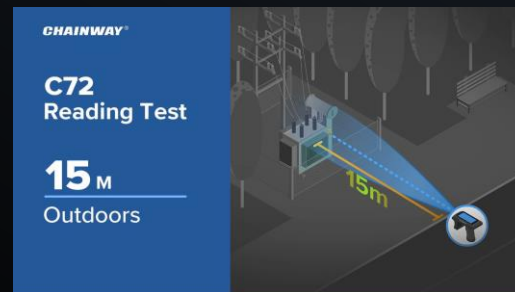 CHAINWAY®
C72
Reading Test
15 M
Outdoors
15m